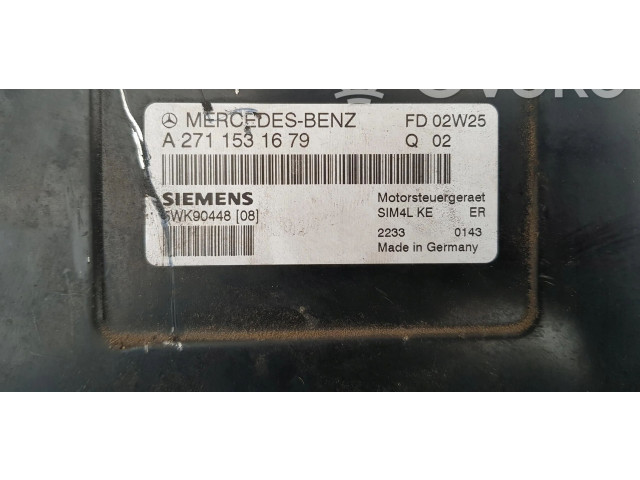 MERCEDES-BENZ FD 02W25
A 271 153 16 79 Q 02
SIEMENS Motorsteuergeraet
5WK90448 [08] SIM4L KE ER
2233 0143
Made in Germany